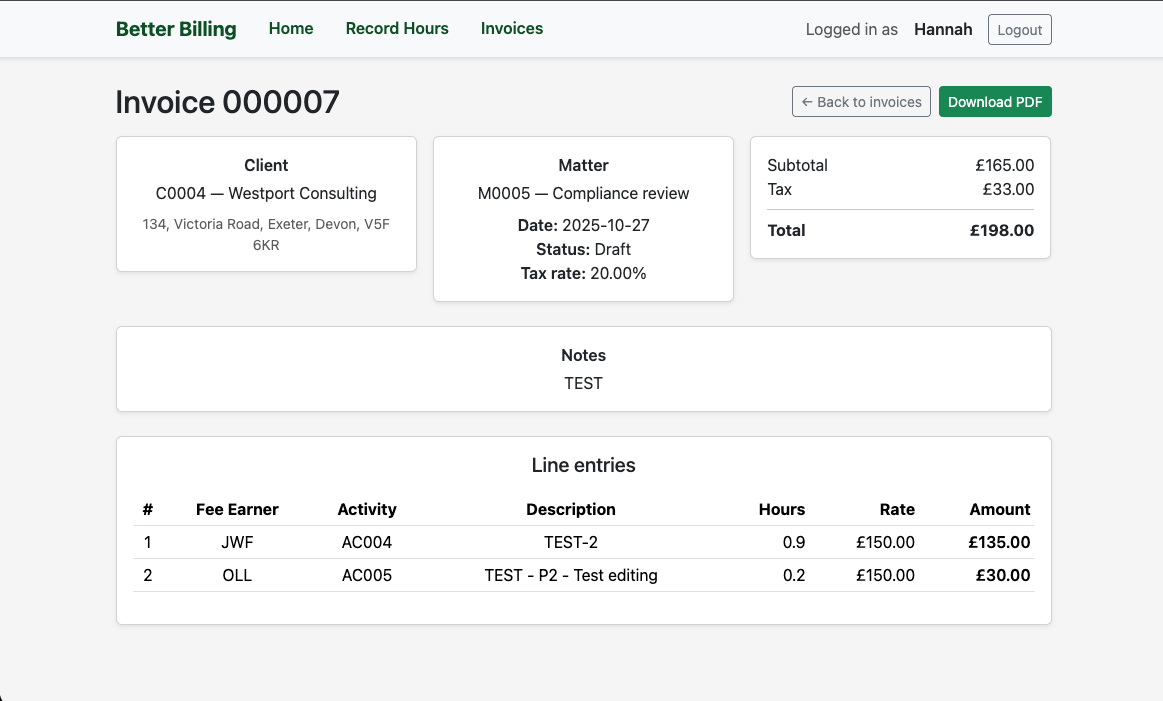 Better Billing Home Record Hours Invoices Logged in as Hannah Logout
Invoice 000007 ← Back to invoices Download PDF
Client
C0004 — Westport Consulting
134, Victoria Road, Exeter, Devon, V5F
6KR
Matter
M0005 — Compliance review
Date: 2025-10-27
Status: Draft
Tax rate: 20.00%
Subtotal £165.00
Tax £33.00
Total £198.00
Notes
TEST
Line entries
# Fee Earner Activity Description Hours Rate Amount
1 JWF AC004 TEST-2 0.9 £150.00 £135.00
2 OLL AC005 TEST - P2 - Test editing 0.2 £150.00 £30.00